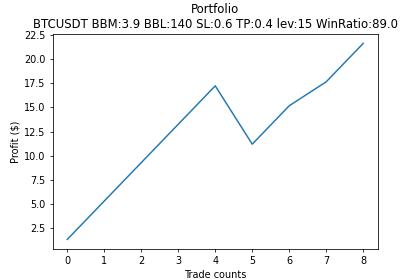 Portfolio
BTCUSDT BBM:3.9 BBL:140 SL:0.6 TP:0.4 lev:15 WinRatio:89.0
22.5
20.0
17.5
15.0
12.5
10.0
7.5
5.0
2.5
Profit ($)
0 1 2 3 4 5 6 7 8
Trade counts